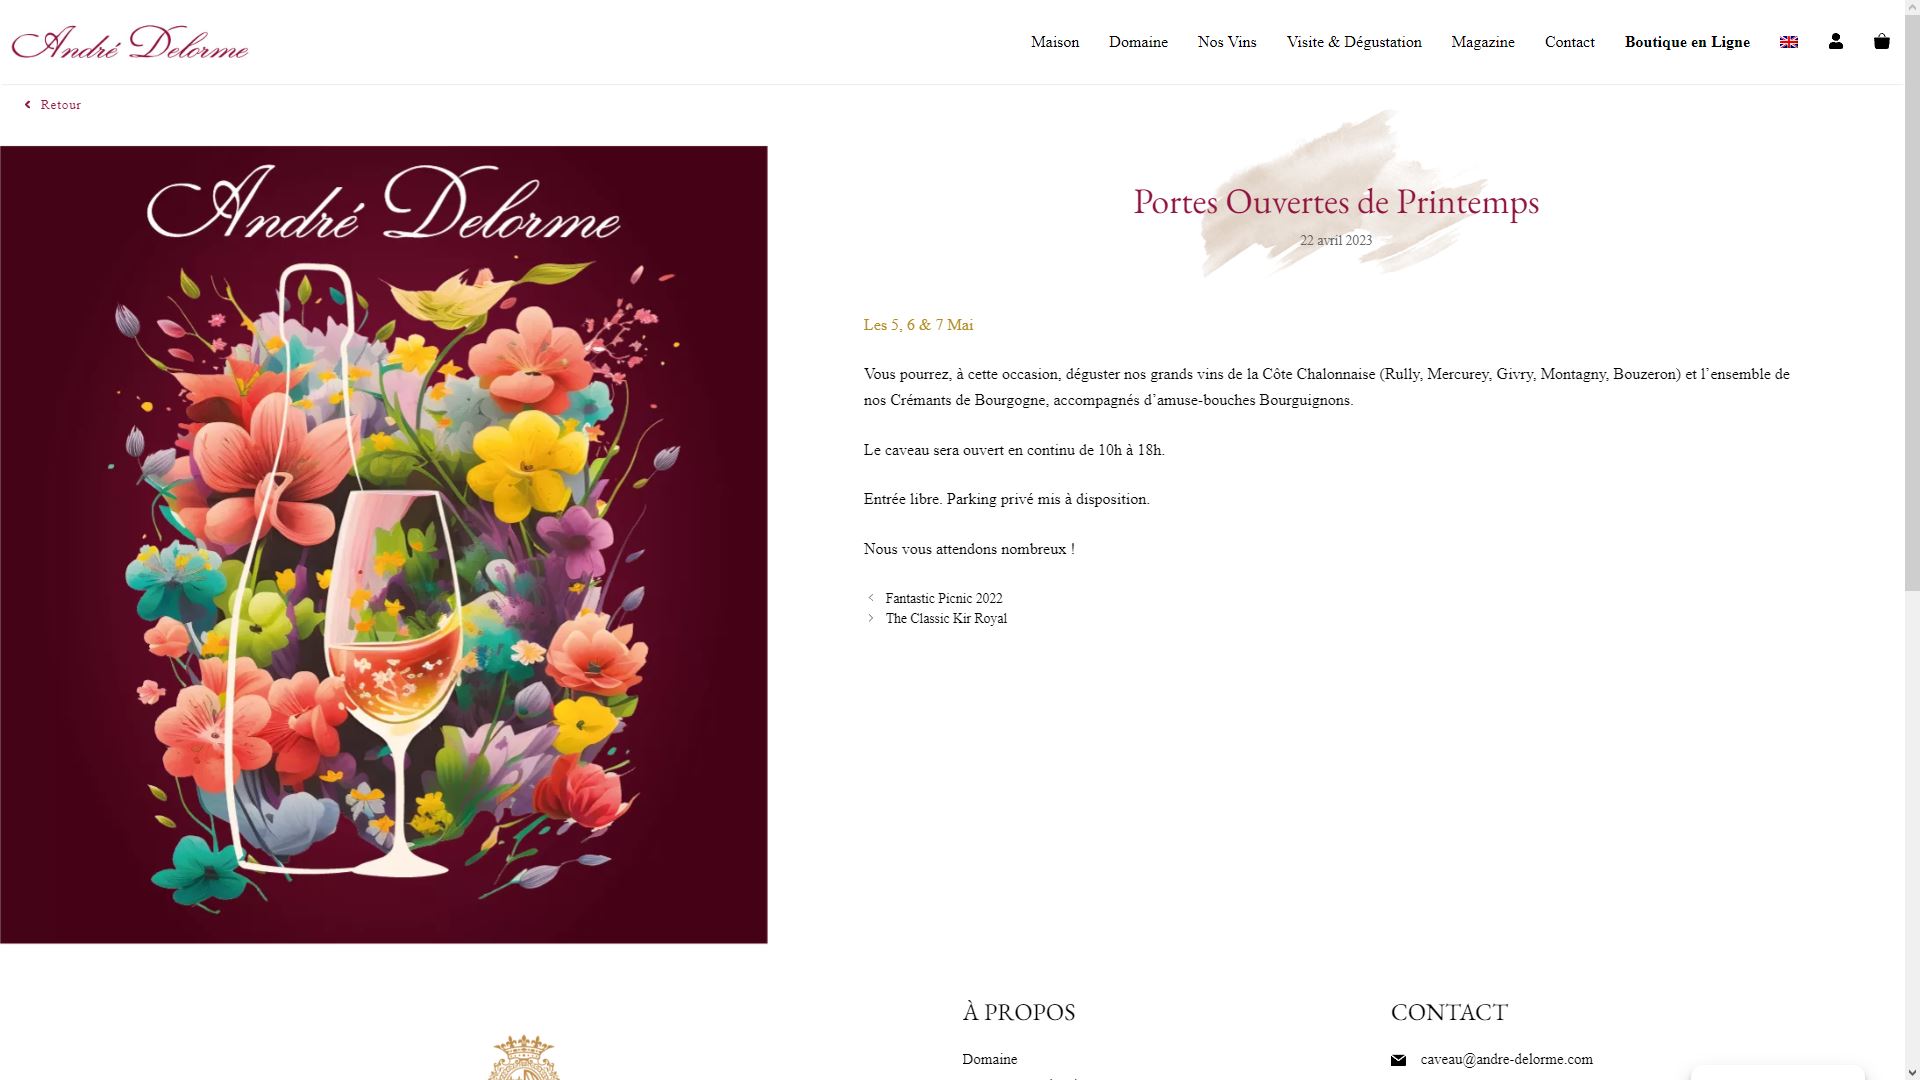 André Delorme
Maison
Domaine
Nos Vins
Visite & Dégustation
Magazine
Contact
Boutique en Ligne
Retour
André Delorme
Portes Ouvertes de Printemps
22 avril 2023
Les 5, 6 & 7 Mai
Vous pourrez, à cette occasion, déguster nos grands vins de la Côte Chalonnaise (Rully, Mercurey, Givry, Montagny, Bouzeron) et l’ensemble de
nos Crémants de Bourgogne, accompagnés d’amuse-bouches Bourguignons.
Le caveau sera ouvert en continu de 10h à 18h.
Entrée libre. Parking privé mis à disposition.
Nous vous attendons nombreux !
Fantastic Picnic 2022
The Classic Kir Royal
À PROPOS
Domaine
CONTACT
caveau@andre-delorme.com